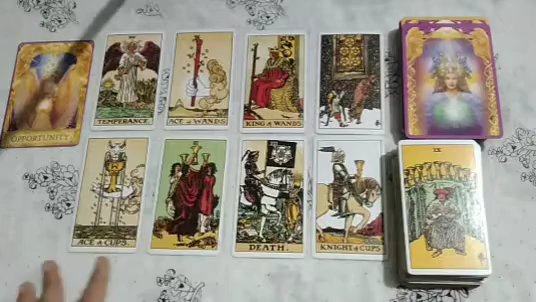 OPPORTUNITY
TEMPERANCE.
ACE of WANDS.
KING of WANDS.
ACE of CUPS.
DEATH.
KNIGHT of CUPS.
IX